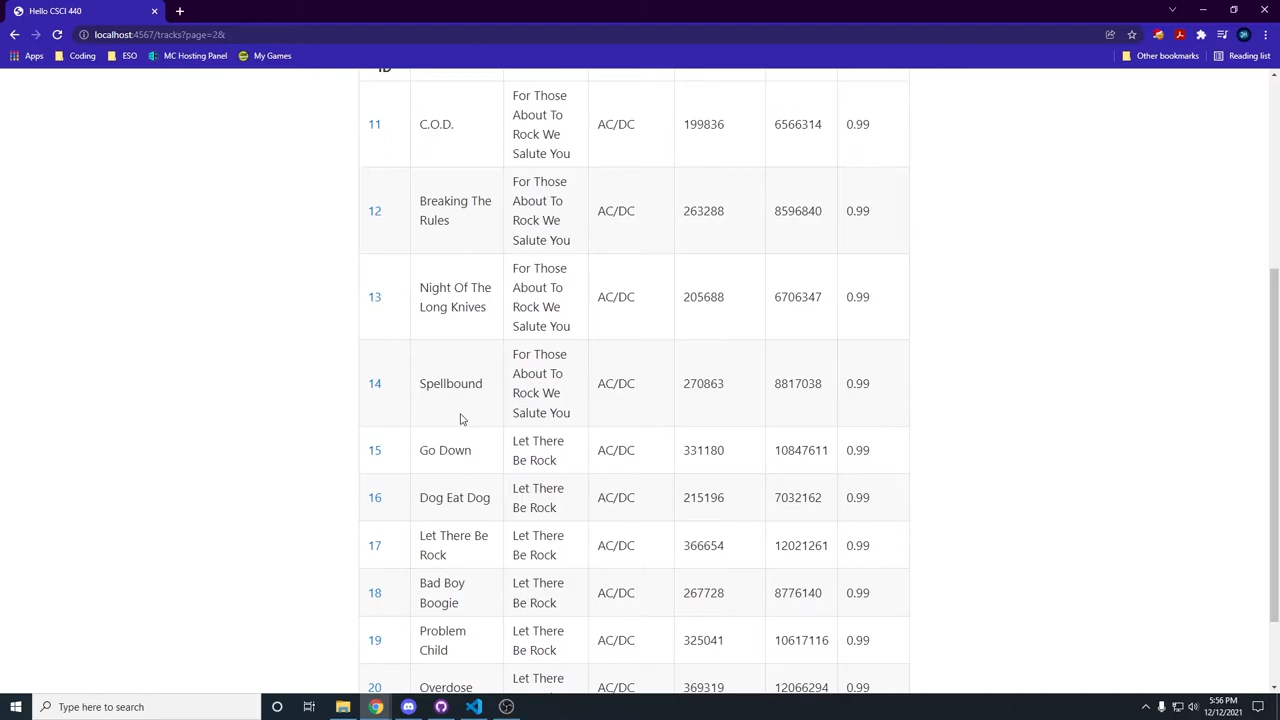 Hello CSCI 440
localhost:4567/tracks?page=2&
Apps Coding ESO MC Hosting Panel My Games Other bookmarks Reading list
ID
11 C.O.D. For Those About To Rock We Salute You AC/DC 199836 6566314 0.99
12 Breaking The Rules For Those About To Rock We Salute You AC/DC 263288 8596840 0.99
13 Night Of The Long Knives For Those About To Rock We Salute You AC/DC 205688 6706347 0.99
14 Spellbound For Those About To Rock We Salute You AC/DC 270863 8817038 0.99
15 Go Down Let There Be Rock AC/DC 331180 10847611 0.99
16 Dog Eat Dog Let There Be Rock AC/DC 215196 7032162 0.99
17 Let There Be Rock Let There Be Rock AC/DC 366654 12021261 0.99
18 Bad Boy Boogie Let There Be Rock AC/DC 267728 8776140 0.99
19 Problem Child Let There Be Rock AC/DC 325041 10617116 0.99
20 Overdose Let There AC/DC 369319 12066294 0.99
Type here to search
5:56 PM
12/12/2021